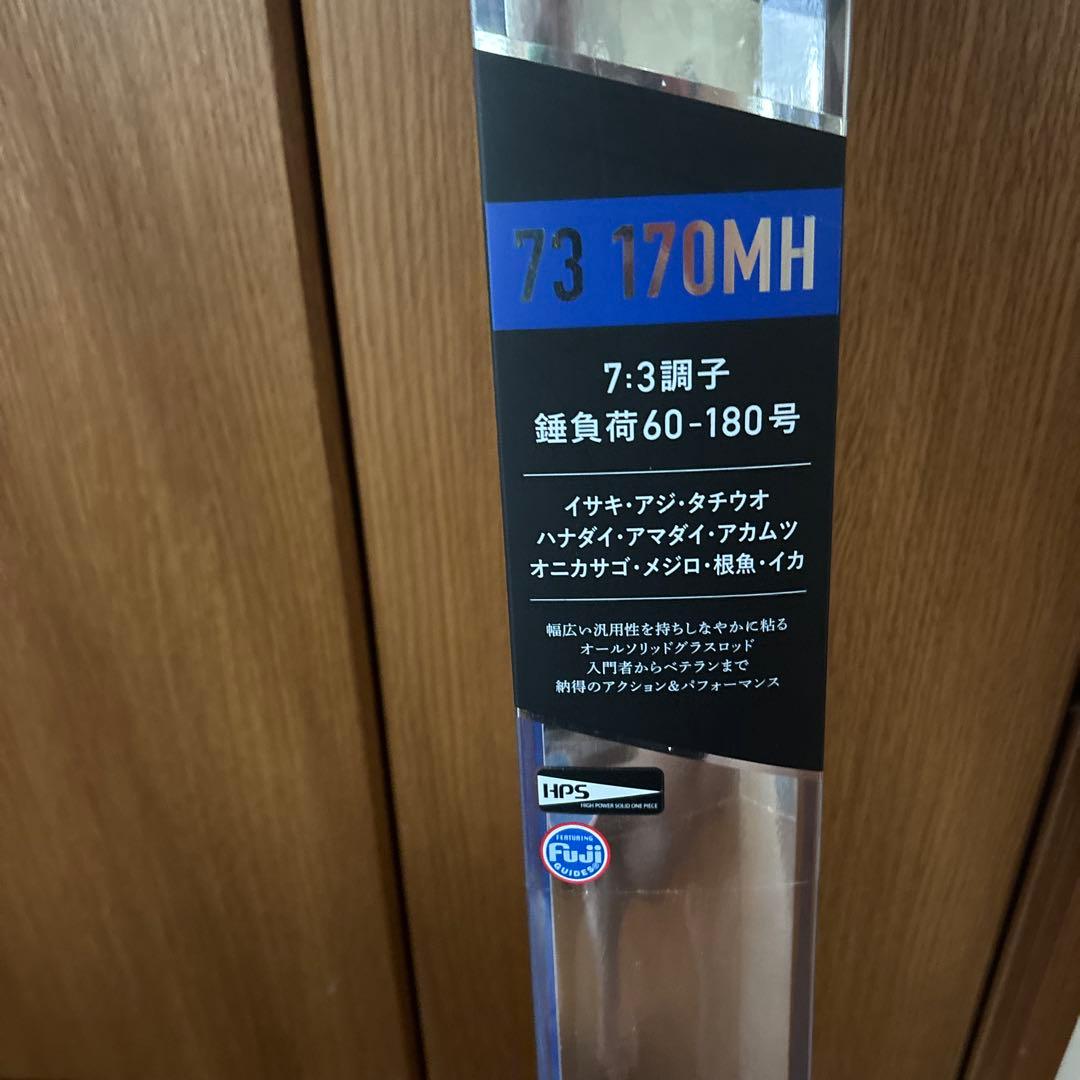 73 170MH
7:3調子
錘負荷60-180号
イサキ・アジ・タチウオ
ハナダイ・アマダイ・アカムツ
オニカサゴ・メジロ・根魚・イカ
幅広い汎用性を持ちしなやかに粘る
オールソリッドグラスロッド
入門者からベテランまで
納得のアクション&パフォーマンス
HPS
HIGH POWER SOLID ONE PIECE
FEATURING
Fuji
GUIDES